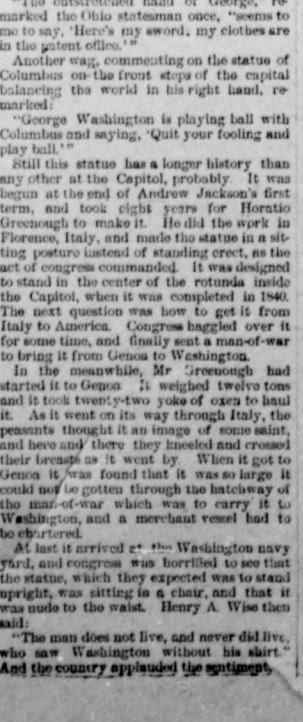 "The outstretched hand of George," re-
marked the Ohio statesman once, "seems to
me to say, 'Here's my sword, my clothes are
in the patent office.'"
Another wag, commenting on the statue of
Columbus on the front steps of the capital
balancing the world in his right hand, re-
marked:
"George Washington is playing ball with
Columbus and saying, 'Quit your fooling and
play ball.'"
Still this statue has a longer history than
any other at the Capitol, probably. It was
begun at the end of Andrew Jackson's first
term, and took eight years for Horatio
Greenough to make it. He did the work in
Florence, Italy, and made the statue in a sit-
ting posture instead of standing erect, as the
act of congress commanded. It was designed
to stand in the center of the rotunda inside
the Capitol, when it was completed in 1840.
The next question was how to get it from
Italy to America. Congress haggled over it
for some time, and finally sent a man-of-war
to bring it from Genoa to Washington.
In the meanwhile, Mr Greenough had
started it to Genoa It weighed twelve tons
and it took twenty-two yoke of oxen to haul
it. As it went on its way through Italy, the
peasants thought it an image of some saint,
and here and there they kneeled and crossed
their breasts as it went by. When it got to
Genoa it was found that it was so large it
could not be gotten through the hatchway of
the man-of-war which was to carry it to
Washington, and a merchant vessel had to
be chartered.
At last it arrived at the Washington navy
yard, and congress was horrified to see that
the statue, which they expected was to stand
upright, was sitting in a chair, and that it
was nude to the waist. Henry A. Wise then
said:
"The man does not live, and never did live,
who saw Washington without his shirt."
And the country applauded the sentiment.